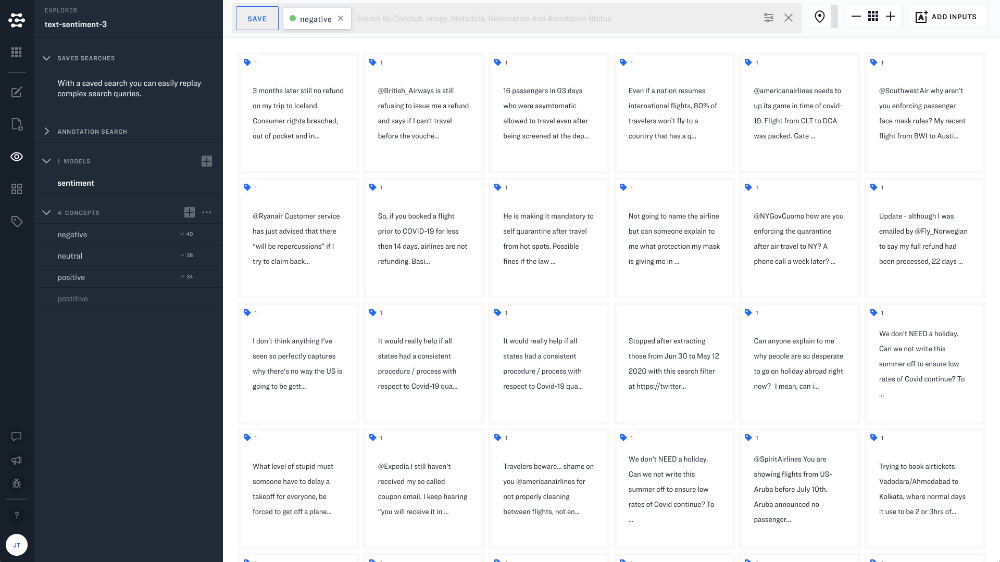 EXPLORER
text-sentiment-3
SAVED SEARCHES
With a saved search you can easily replay
complex search queries.
ANNOTATION SEARCH
1 MODELS
sentiment
4 CONCEPTS
negative
40
neutral
26
positive
34
postitive
?
JT
SAVE
negative
Search By Concept, Image, Metadata, Geolocation And Annotation Status
ADD INPUTS
1
3 months later still no refund
on my trip to Iceland.
Consumer rights breached,
out of pocket and in...
1
@British_Airways is still
refusing to issue me a refund
and says if I can't travel
before the vouche...
1
16 passengers in 03 days
who were asymtomatic
allowed to travel even after
being screened at the dep...
1
Even if a nation resumes
international flights, 80% of
travelers won't fly to a
country that has a q...
1
@americanairlines needs to
up its game in time of covid-
19. Flight from CLT to DCA
was packed. Gate ...
1
@SouthwestAir why aren't
you enforcing passenger
face mask rules? My recent
flight from BWI to Austi...
1
@Ryanair Customer service
has just advised that there
"will be repercussions" if I
try to claim back...
1
So, if you booked a flight
prior to COVID-19 for less
then 14 days, airlines are not
refunding. Basi...
1
He is making it mandatory to
self quarantine after travel
from hot spots. Possible
fines if the law ...
1
Not going to name the airline
but can someone explain to
me what protection my mask
is giving me in ...
1
@NYGovCuomo how are you
enforcing the quarantine
after air travel to NY? A
phone call a week later? ...
1
Update - although I was
emailed by @Fly_Norwegian
to say my full refund had
been processed, 22 days ...
1
I don't think anything I've
seen so perfectly captures
why there's no way the US is
going to be gett...
1
It would really help if all
states had a consistent
procedure / process with
respect to Covid-19 qua...
1
It would really help if all
states had a consistent
procedure / process with
respect to Covid-19 qua...
1
Stopped after extracting
those from Jun 30 to May 12
2020 with this search filter
at https://twitter...
1
Can anyone explain to me
why people are so desperate
to go on holiday abroad right
now? I mean, can i...
1
We don't NEED a holiday.
Can we not write this
summer off to ensure low
rates of Covid continue? To
...
1
What level of stupid must
someone have to delay a
takeoff for everyone, be
forced to get off a plane...
1
@Expedia I still haven't
received my so called
coupon email. I keep hearing
"you will receive it in ...
1
Travelers beware... shame on
you @americanairlines for
not properly cleaning
between flights, not en...
1
We don't NEED a holiday.
Can we not write this
summer off to ensure low
rates of Covid continue? To
...
1
@SpiritAirlines You are
showing flights from US-
Aruba before July 10th.
Aruba announced no
passenger...
1
Trying to book airtickets
Vadodara/Ahmedabad to
Kolkata, where normal days
it use to be 2 or 3hrs of...